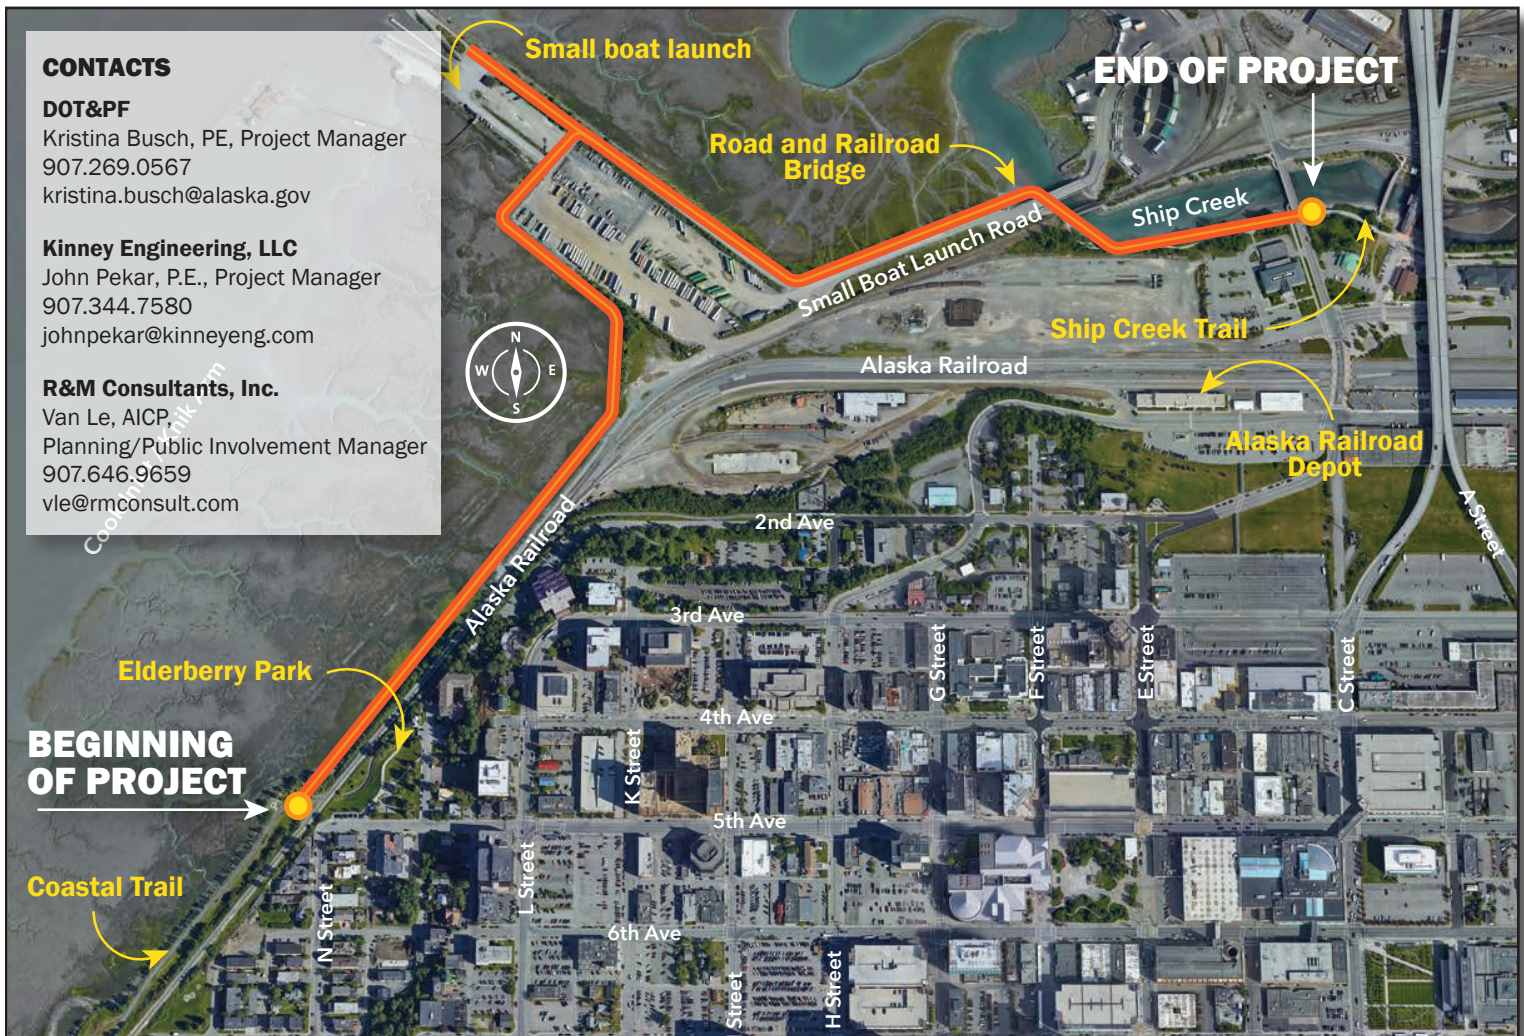 CONTACTS
DOT&PF
Kristina Busch, PE, Project Manager
907.269.0567
kristina.busch@alaska.gov
Kinney Engineering, LLC
John Pekar, P.E., Project Manager
907.344.7580
johnpekar@kinneyeng.com
R&M Consultants, Inc.
Van Le, AICP,
Planning/Public Involvement Manager
907.646.9659
vle@rmconsult.com
Cook Inlet / Knik Arm
Small boat launch
END OF PROJECT
Road and Railroad
Bridge
Ship Creek
Small Boat Launch Road
Ship Creek Trail
N
W
E
S
Alaska Railroad
Alaska Railroad
Depot
A Street
2nd Ave
Alaska Railroad
3rd Ave
G Street
F Street
E Street
C Street
Elderberry Park
4th Ave
BEGINNING
OF PROJECT
K Street
5th Ave
Coastal Trail
N Street
L Street
6th Ave
Street
H Street